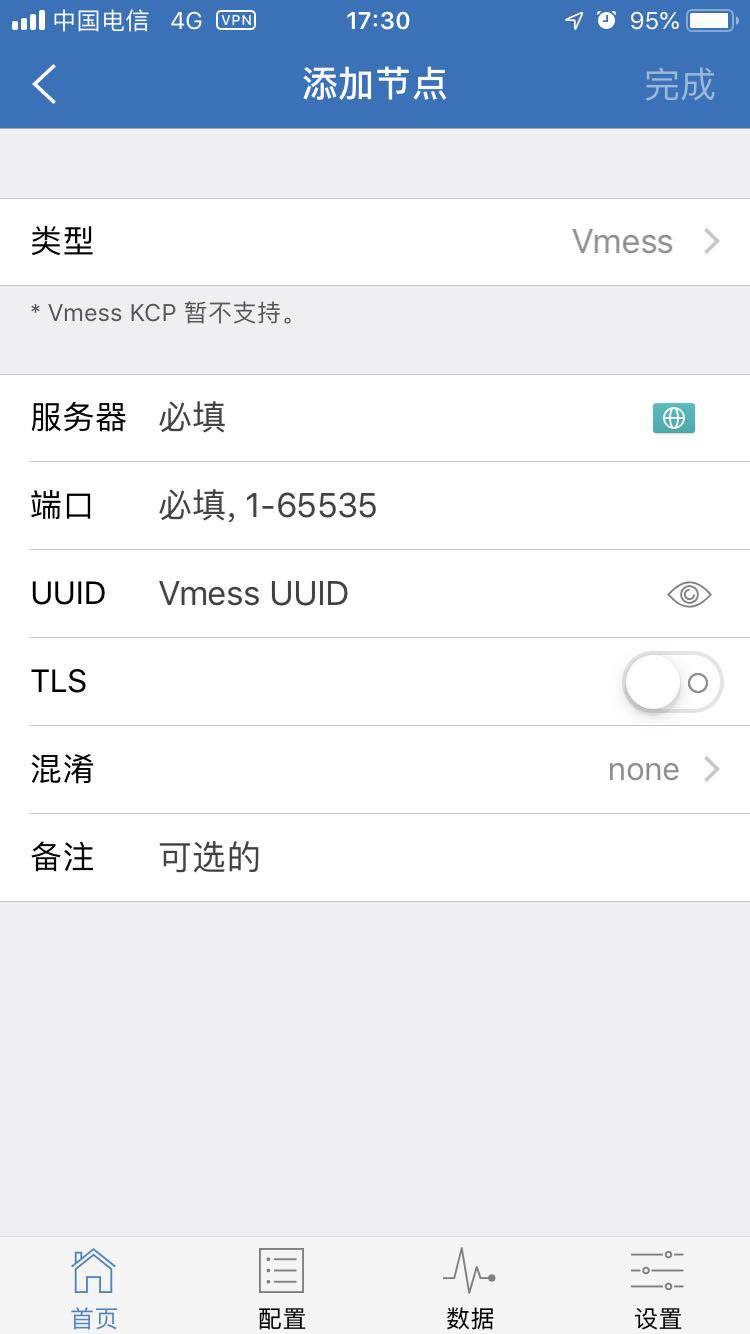 中国电信 4G VPN 17:30 95%
添加节点 完成
类型 Vmess
* Vmess KCP 暂不支持。
服务器 必填
端口 必填, 1-65535
UUID Vmess UUID
TLS
混淆 none
备注 可选的
首页 配置 数据 设置